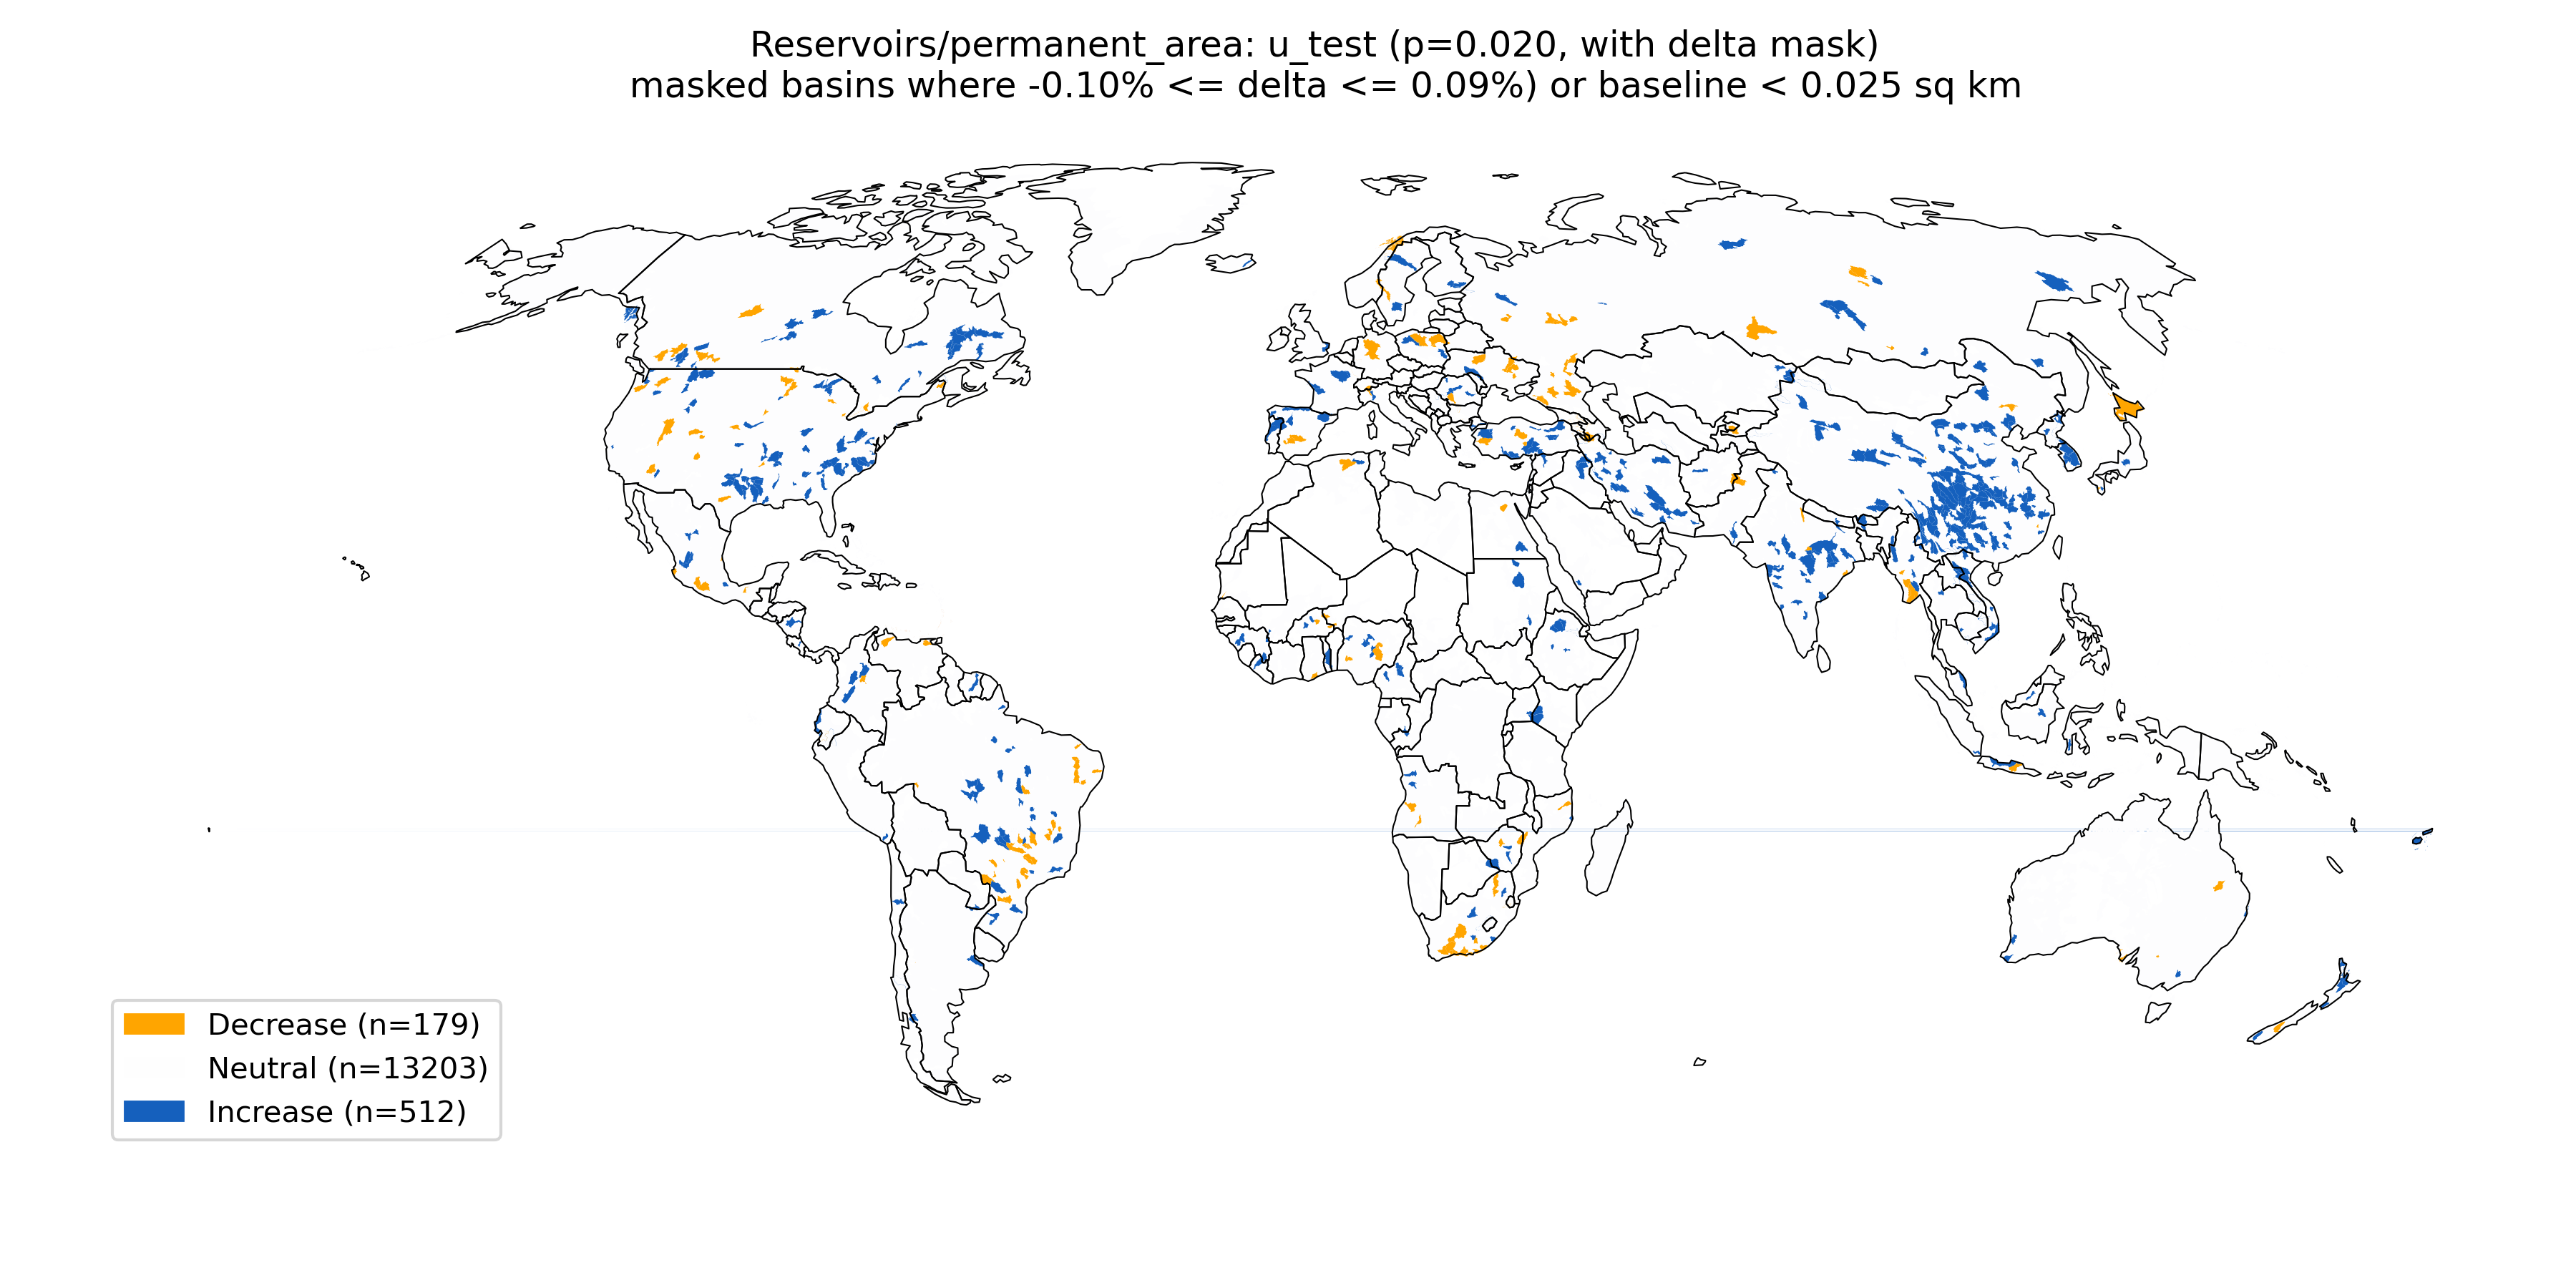 Reservoirs/permanent_area: u_test (p=0.020, with delta mask)
masked basins where -0.10% <= delta <= 0.09%) or baseline < 0.025 sq km
Decrease (n=179)
Neutral (n=13203)
Increase (n=512)